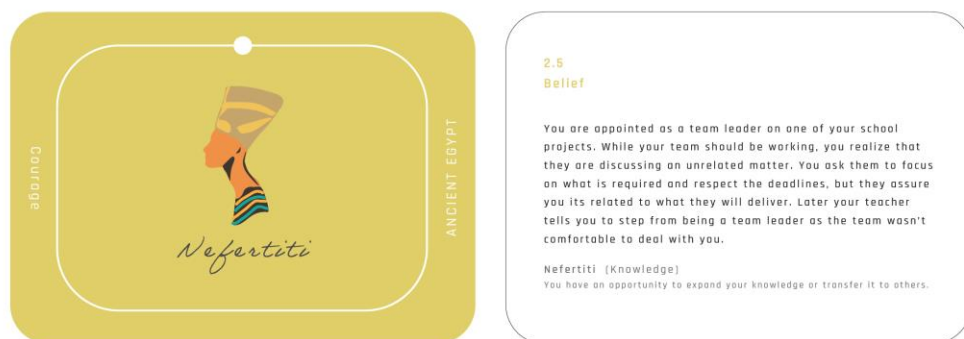 Courage
Nefertiti
ANCIENT EGYPT
2.5
Belief
You are appointed as a team leader on one of your school
projects. While your team should be working, you realize that
they are discussing an unrelated matter. You ask them to focus
on what is required and respect the deadlines, but they assure
you its related to what they will deliver. Later your teacher
tells you to step from being a team leader as the team wasn't
comfortable to deal with you.
Nefertiti (Knowledge)
You have an opportunity to expand your knowledge or transfer it to others.